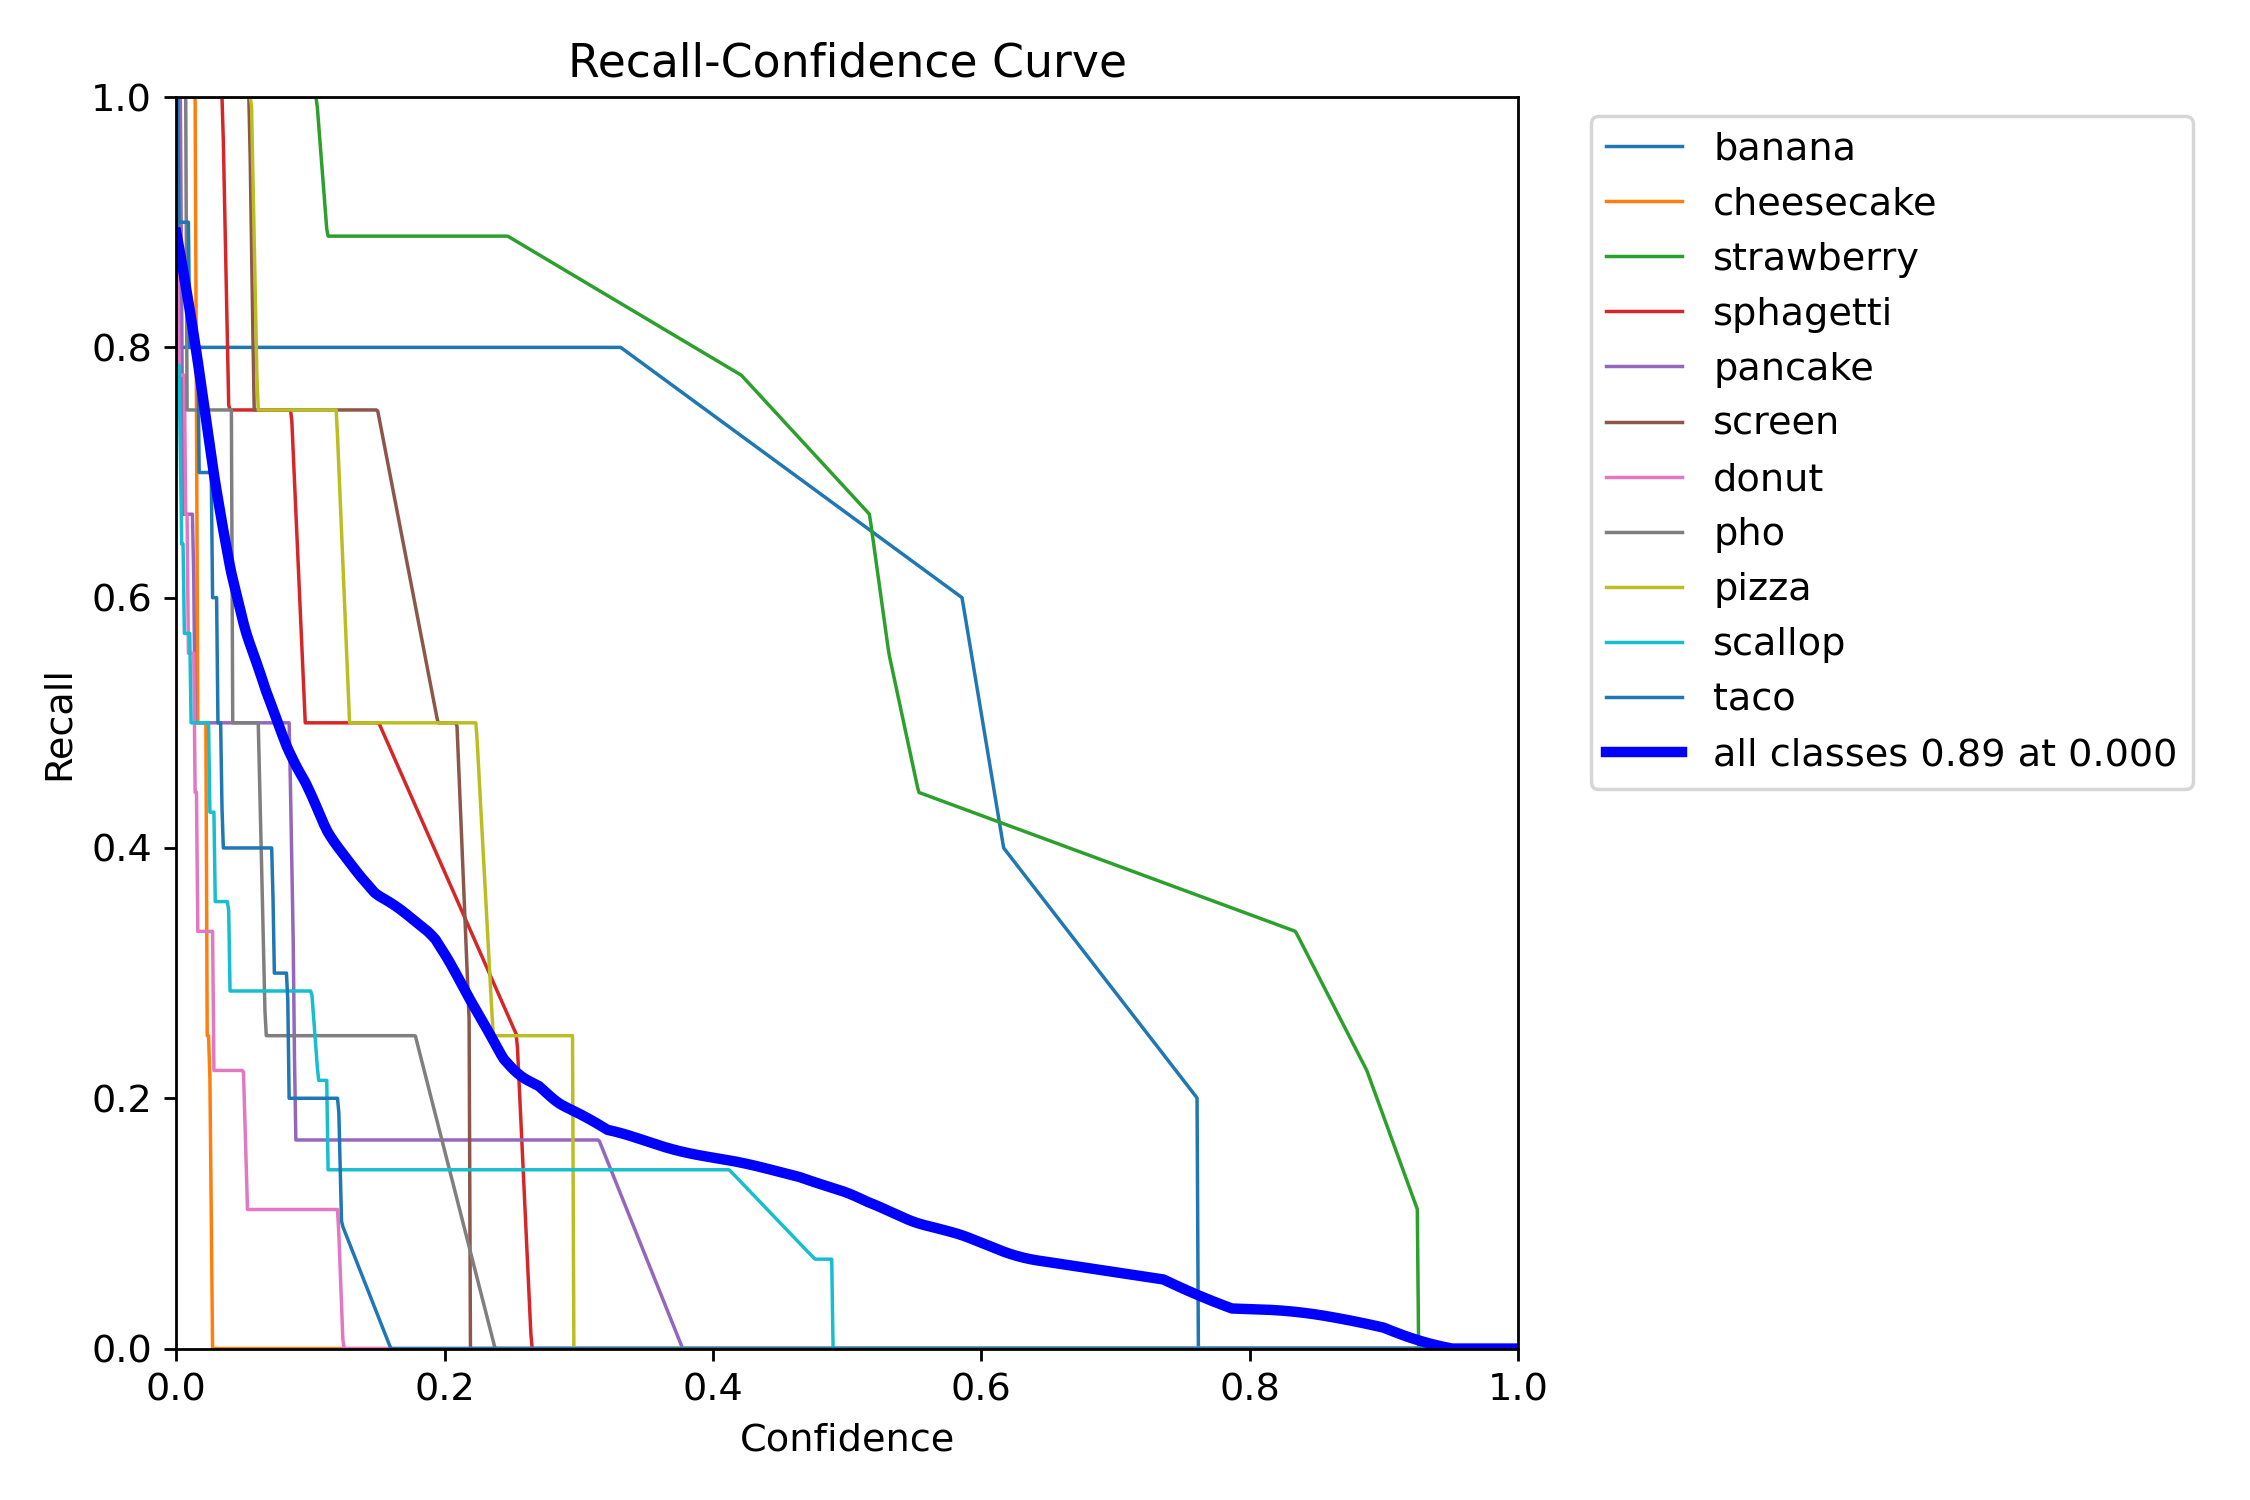 Recall-Confidence Curve
1.0
0.8
0.6
0.4
0.2
0.0
Recall
0.0 0.2 0.4 0.6 0.8 1.0
Confidence
banana
cheesecake
strawberry
sphagetti
pancake
screen
donut
pho
pizza
scallop
taco
all classes 0.89 at 0.000